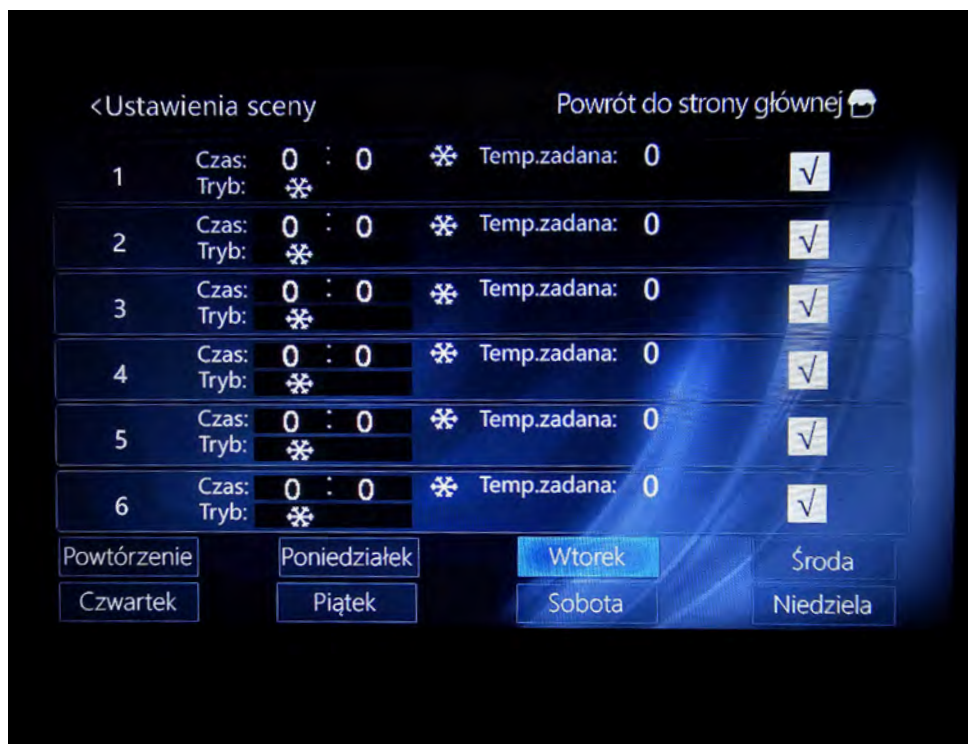 <Ustawienia sceny Powrót do strony głównej
1 Czas: 0 : 0 Temp.zadana: 0 √
Tryb:
2 Czas: 0 : 0 Temp.zadana: 0 √
Tryb:
3 Czas: 0 : 0 Temp.zadana: 0 √
Tryb:
4 Czas: 0 : 0 Temp.zadana: 0 √
Tryb:
5 Czas: 0 : 0 Temp.zadana: 0 √
Tryb:
6 Czas: 0 : 0 Temp.zadana: 0 √
Tryb:
Powtórzenie Poniedziałek Wtorek Środa
Czwartek Piątek Sobota Niedziela